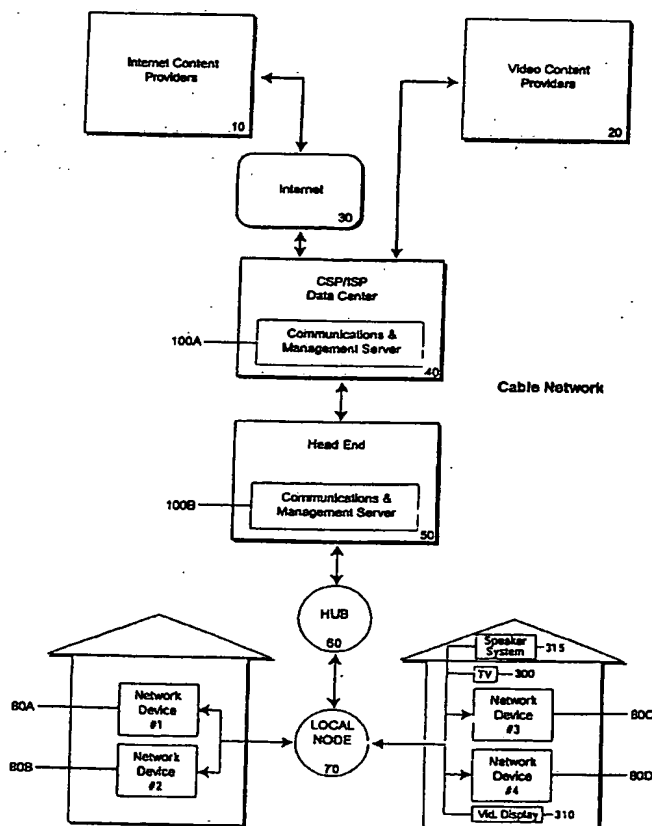 Internet Content
Providers
10
Video Content
Providers
20
Internet
30
CSP/ISP
Data Center
100A
Communications &
Management Server
40
Cable Network
Head End
100B
Communications &
Management Server
50
HUB
60
Speaker
System
315
TV
300
80A
Network
Device
#1
Network
Device
#3
80C
LOCAL
NODE
70
80B
Network
Device
#2
Network
Device
#4
80D
Vid. Display
310